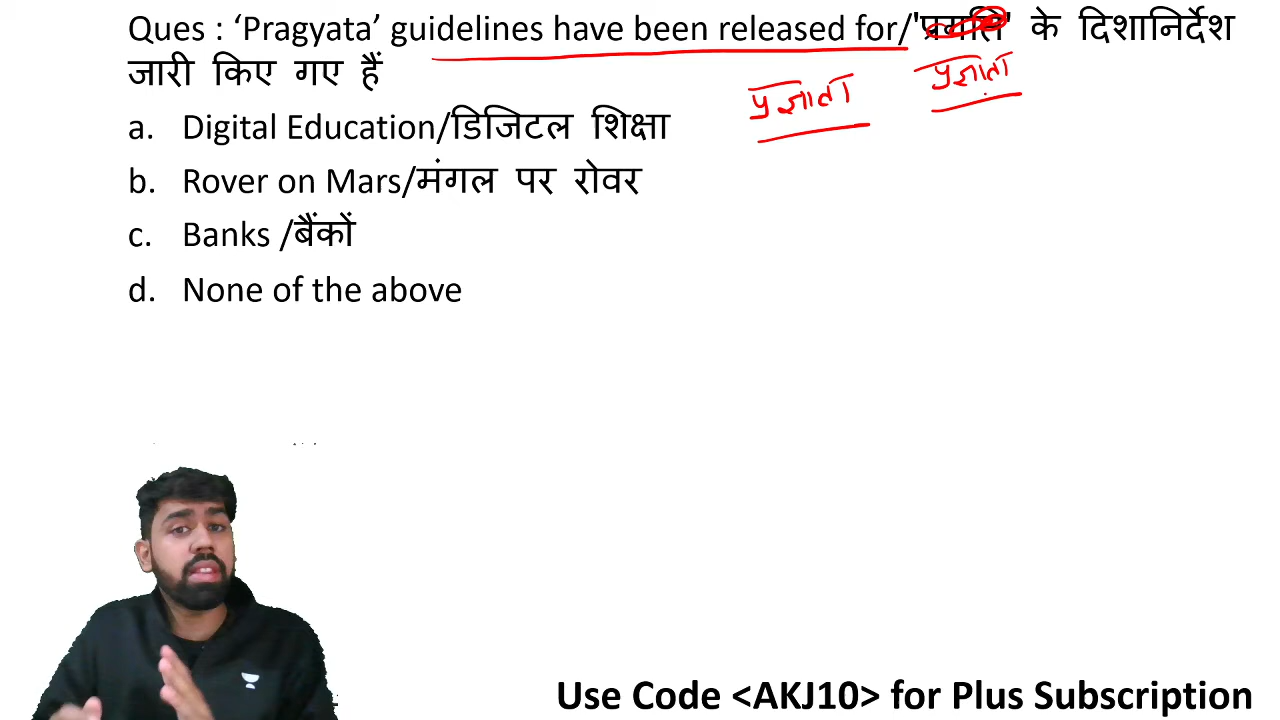 Ques : ‘Pragyata’ guidelines have been released for/'प्रगति' के दिशानिर्देश
जारी किए गए हैं
प्रज्ञाता प्रज्ञाता
a. Digital Education/डिजिटल शिक्षा
b. Rover on Mars/मंगल पर रोवर
c. Banks /बैंकों
d. None of the above
Use Code <AKJ10> for Plus Subscription